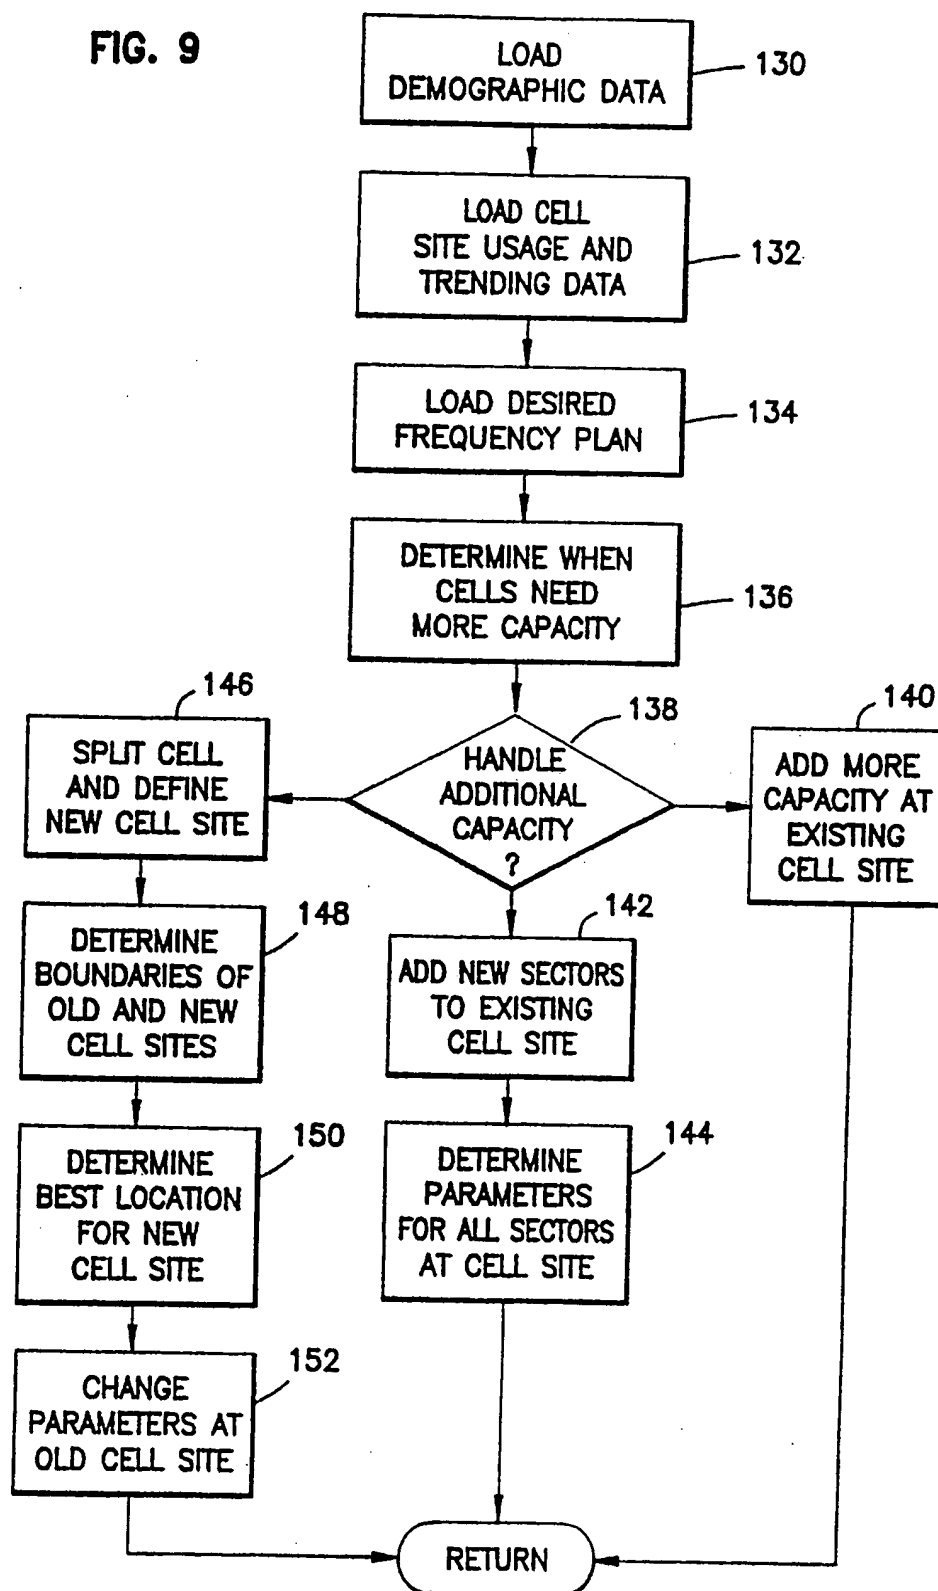 FIG. 9
LOAD
DEMOGRAPHIC DATA
130
LOAD CELL
SITE USAGE AND
TRENDING DATA
132
LOAD DESIRED
FREQUENCY PLAN
134
DETERMINE WHEN
CELLS NEED
MORE CAPACITY
136
HANDLE
ADDITIONAL
CAPACITY
?
138
146
SPLIT CELL
AND DEFINE
NEW CELL SITE
148
DETERMINE
BOUNDARIES OF
OLD AND NEW
CELL SITES
150
DETERMINE
BEST LOCATION
FOR NEW
CELL SITE
152
CHANGE
PARAMETERS AT
OLD CELL SITE
142
ADD NEW SECTORS
TO EXISTING
CELL SITE
144
DETERMINE
PARAMETERS
FOR ALL SECTORS
AT CELL SITE
140
ADD MORE
CAPACITY AT
EXISTING
CELL SITE
RETURN